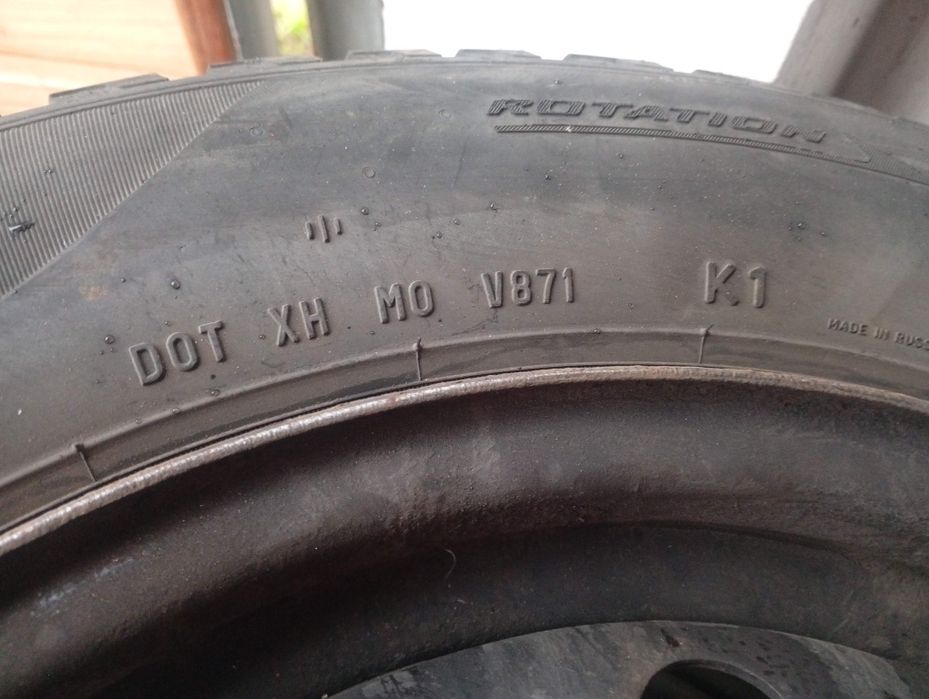 ROTATION
DOT XH M0 V871 K1
MADE IN RUSS